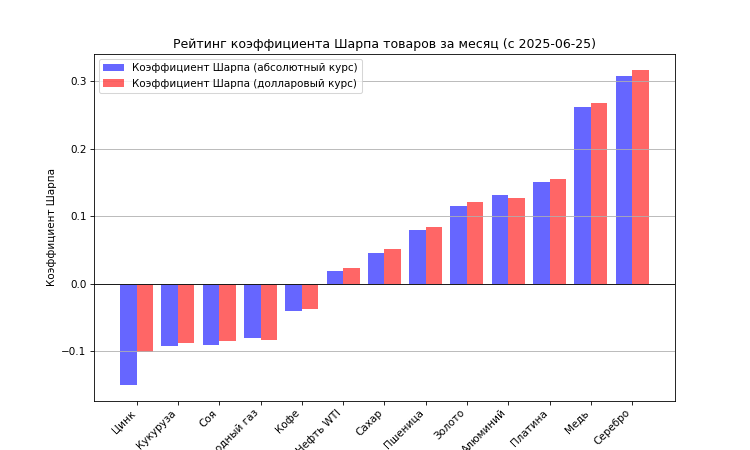 Рейтинг коэффициента Шарпа товаров за месяц (с 2025-06-25)
Коэффициент Шарпа (абсолютный курс)
Коэффициент Шарпа (долларовый курс)
Коэффициент Шарпа
0.3
0.2
0.1
0.0
−0.1
Цинк
Кукуруза
Соя
одный газ
Кофе
Нефть WTI
Сахар
Пшеница
Золото
Алюминий
Платина
Медь
Серебро